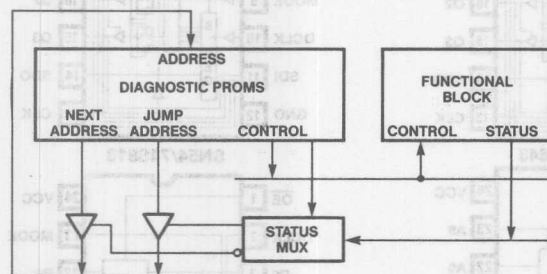 ADDRESS
DIAGNOSTIC PROMS
NEXT ADDRESS
JUMP ADDRESS
CONTROL
FUNCTIONAL BLOCK
CONTROL
STATUS
STATUS MUX